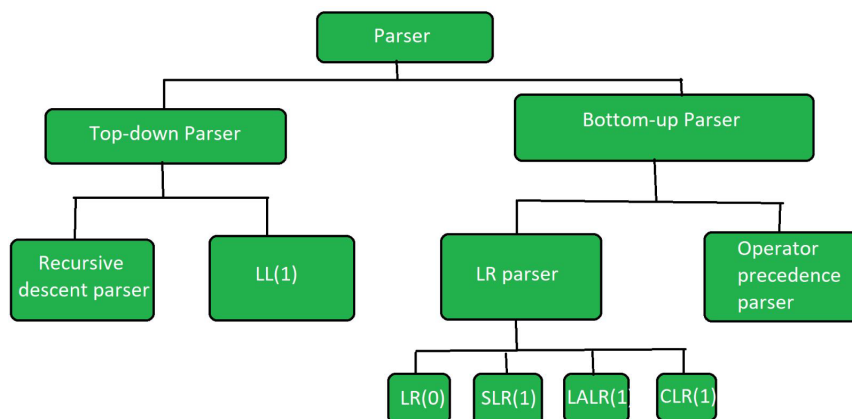 Parser
Top-down Parser
Bottom-up Parser
Recursive
descent parser
LL(1)
LR parser
Operator
precedence
parser
LR(0)
SLR(1)
LALR(1)
CLR(1)